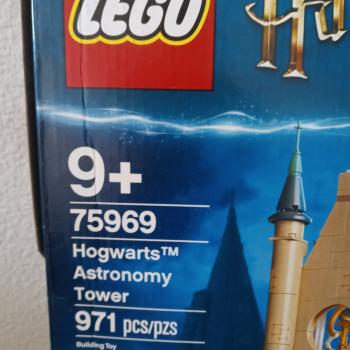 LEGO
9+
75969
Hogwarts™
Astronomy
Tower
971 pcs/pzs
Building Toy